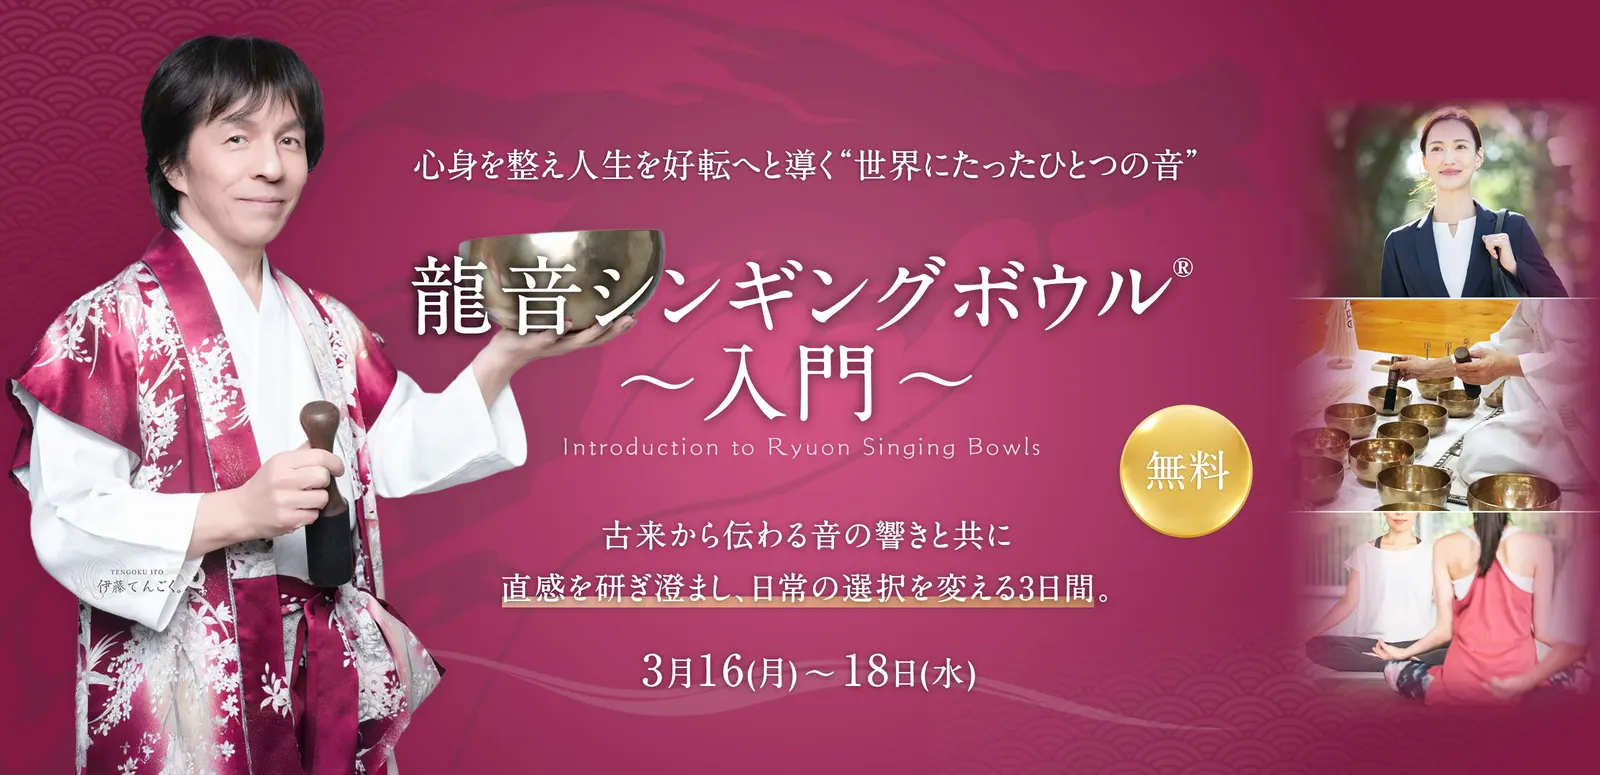 心身を整え人生を好転へと導く“世界にたったひとつの音”
龍音シンギングボウル®
～入門～
Introduction to Ryuon Singing Bowls
無料
古来から伝わる音の響きと共に
直感を研ぎ澄まし、日常の選択を変える3日間。
3月16(月)～18日(水)
TENGOKU ITO
伊藤てんごく。